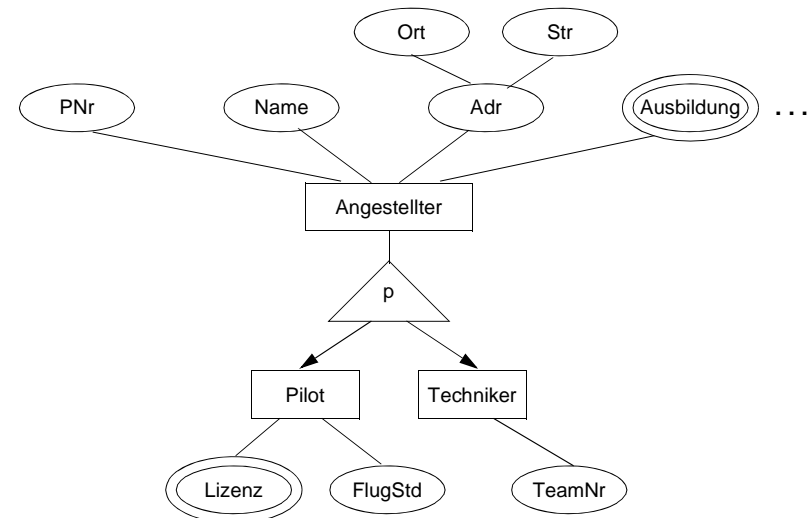 Ort Str
PNr Name Adr Ausbildung ...
Angestellter
p
Pilot Techniker
Lizenz FlugStd TeamNr